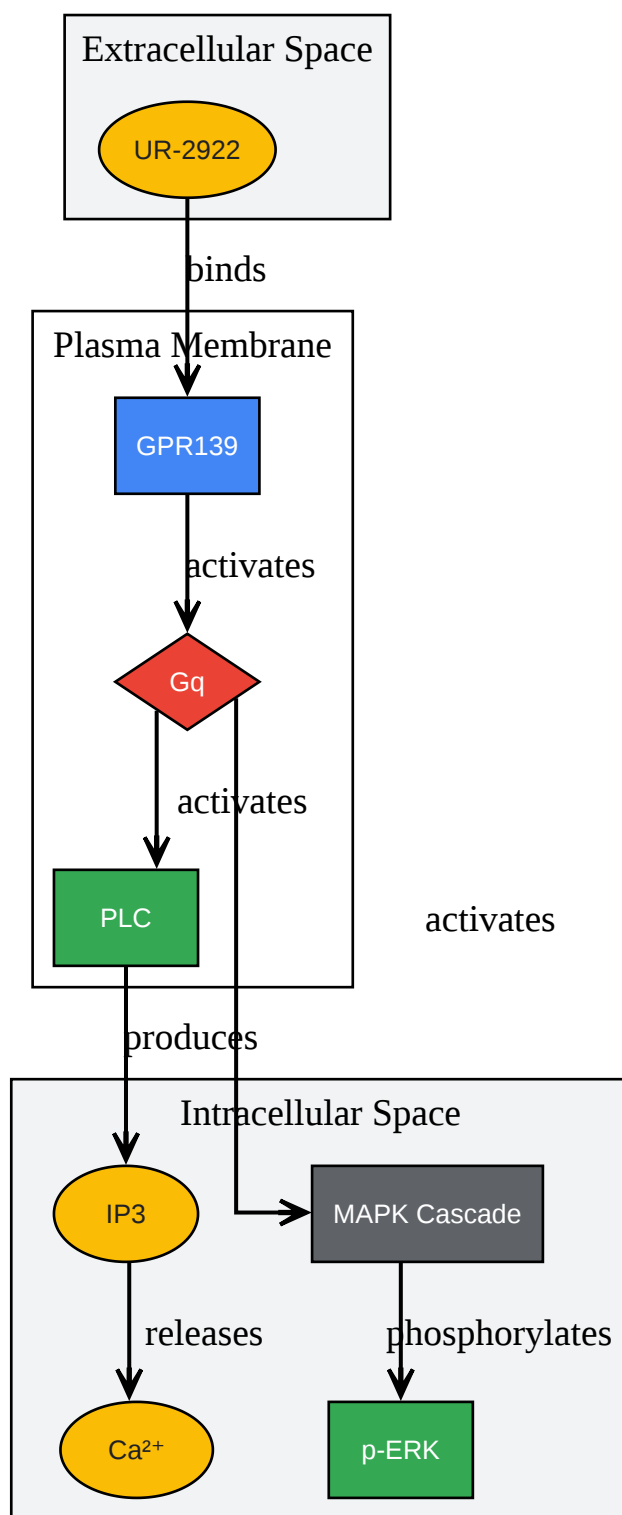 Extracellular Space
UR-2922
binds
Plasma Membrane
GPR139
activates
Gq
activates
PLC
activates
produces
Intracellular Space
IP3
MAPK Cascade
releases
phosphorylates
Ca²⁺
p-ERK